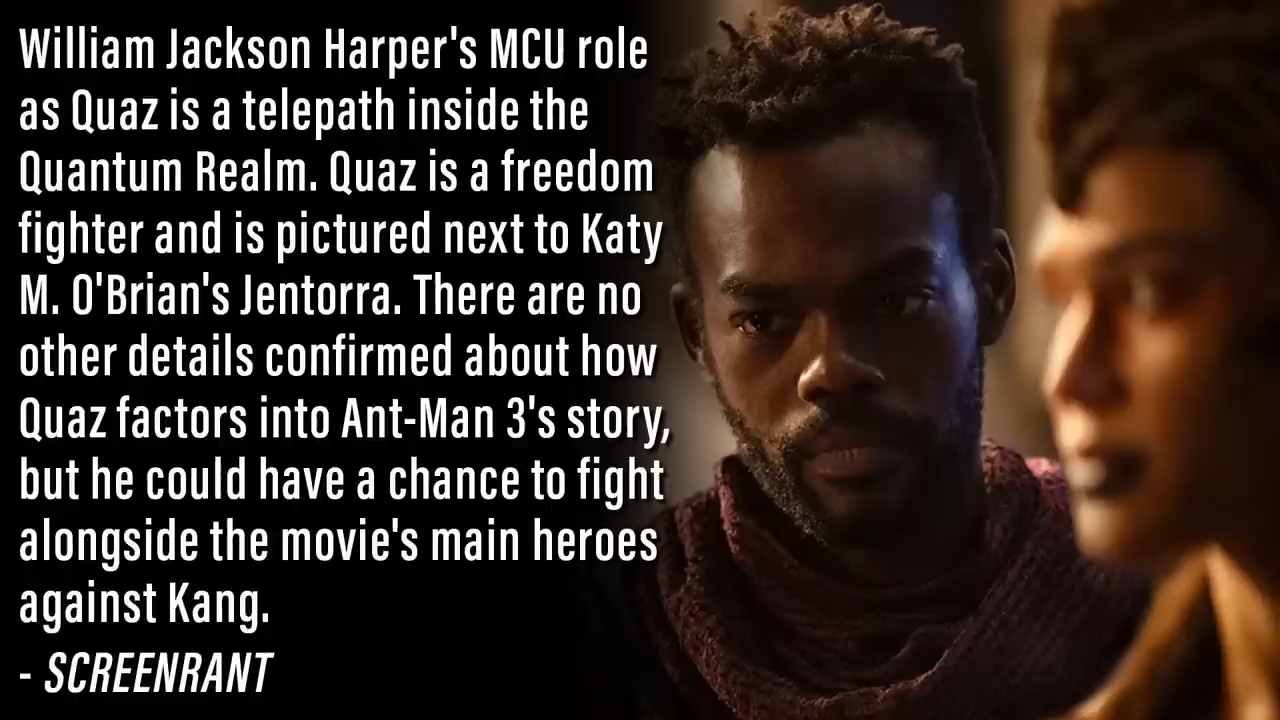 William Jackson Harper's MCU role
as Quaz is a telepath inside the
Quantum Realm. Quaz is a freedom
fighter and is pictured next to Katy
M. O'Brian's Jentorra. There are no
other details confirmed about how
Quaz factors into Ant-Man 3's story,
but he could have a chance to fight
alongside the movie's main heroes
against Kang.
- SCREENRANT